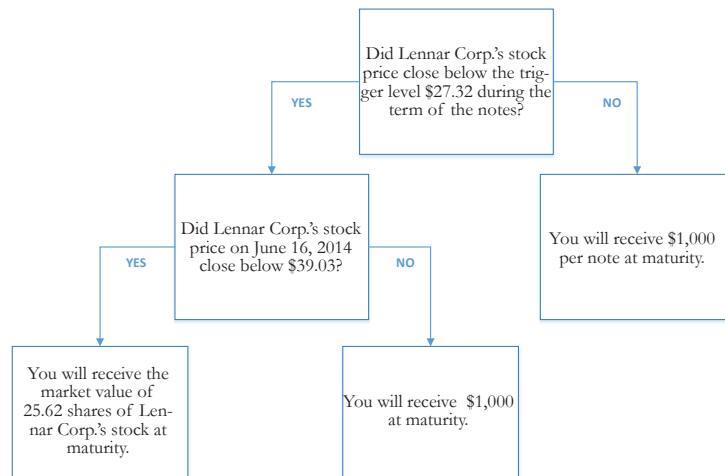 Did Lennar Corp.'s stock
price close below the trig-
ger level $27.32 during the
term of the notes?
YES
NO
Did Lennar Corp.'s stock
price on June 16, 2014
close below $39.03?
You will receive $1,000
per note at maturity.
YES
NO
You will receive the
market value of
25.62 shares of Len-
nar Corp.'s stock at
maturity.
You will receive  $1,000
at maturity.